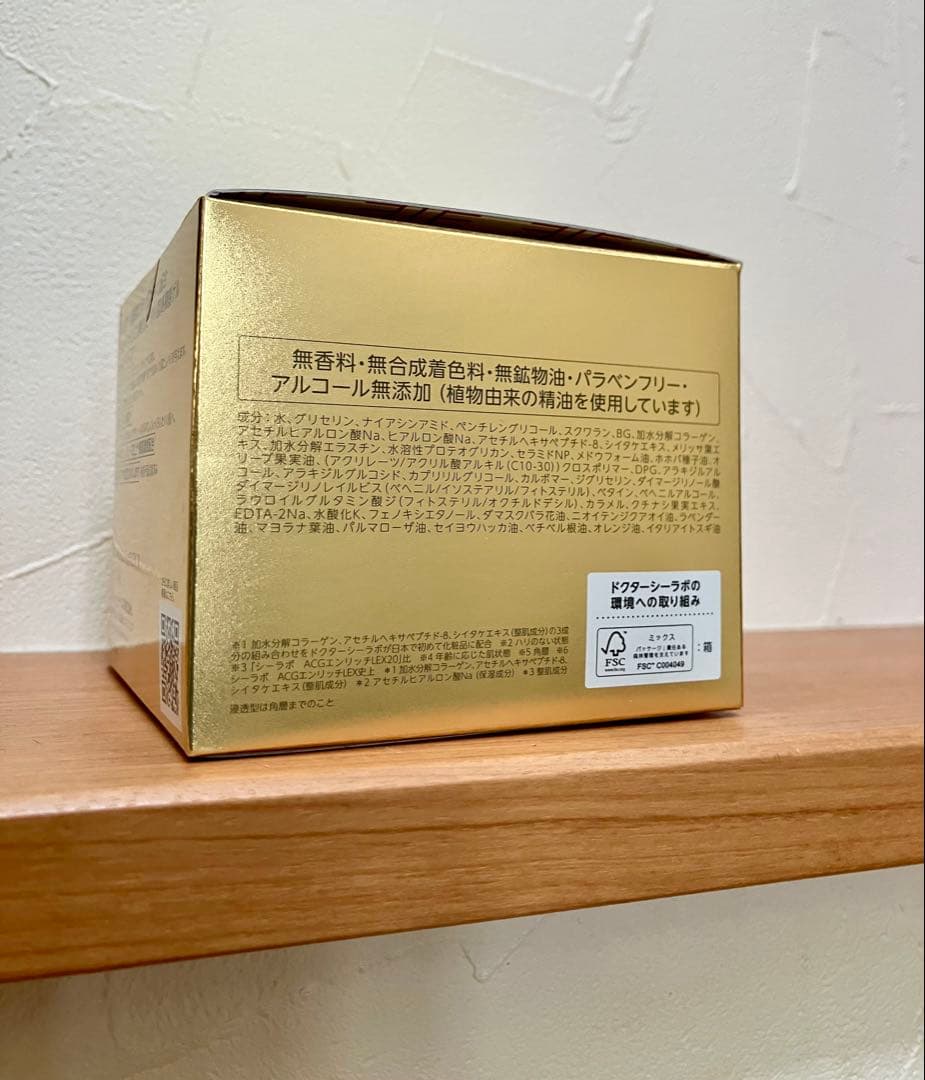 無香料・無合成着色料・無鉱物油・パラベンフリー・
アルコール無添加 (植物由来の精油を使用しています)
成分：水、グリセリン、ナイアシンアミド、ペンチレングリコール、スクワラン、BG、加水分解コラーゲン、
アセチルヒアルロン酸Na、ヒアルロン酸Na、アセチルヘキサペプチド-8、シイタケエキス、メリッサ葉エ
キス、加水分解エラスチン、水溶性プロテオグリカン、セラミドNP、メドウフォーム油、ホホバ種子油、オ
リーブ果実油、(アクリレーツ/アクリル酸アルキル(C10-30))クロスポリマー、DPG、アラキジルアル
コール、アラキジルグルコシド、カプリリルグリコール、カルボマー、ジグリセリン、ダイマージリノール酸
ダイマージリノレイルビス(ベヘニル/イソステアリル/フィトステリル)、ベタイン、ベヘニルアルコール、
ラウロイルグルタミン酸ジ(フィトステリル/オクチルドデシル)、カラメル、クチナシ果実エキス、
EDTA-2Na、水酸化K、フェノキシエタノール、ダマスクバラ花油、ニオイテンジクアオイ油、ラベンダー
油、マヨラナ葉油、パルマローザ油、セイヨウハッカ油、ベチベル根油、オレンジ油、イタリアイトスギ油
ドクターシーラボの
環境への取り組み
FSC
www.fsc.org
ミックス
パッケージ｜責任ある
森林管理を支えています
FSC™ C004049
：箱
※1 加水分解コラーゲン、アセチルヘキサペプチド-8、シイタケエキス(整肌成分)の3成
分の組み合わせをドクターシーラボが日本で初めて化粧品に配合 ※2 ハリのない状態
※3 「シーラボ ACGエンリッチLEX20」比 ※4 年齢に応じた肌状態 ※5 角層 ※6
シーラボ ACGエンリッチLEX史上 *1 加水分解コラーゲン、アセチルヘキサペプチド-8、
シイタケエキス(整肌成分) *2 アセチルヒアルロン酸Na (保湿成分) *3 整肌成分
浸透型は角層までのこと